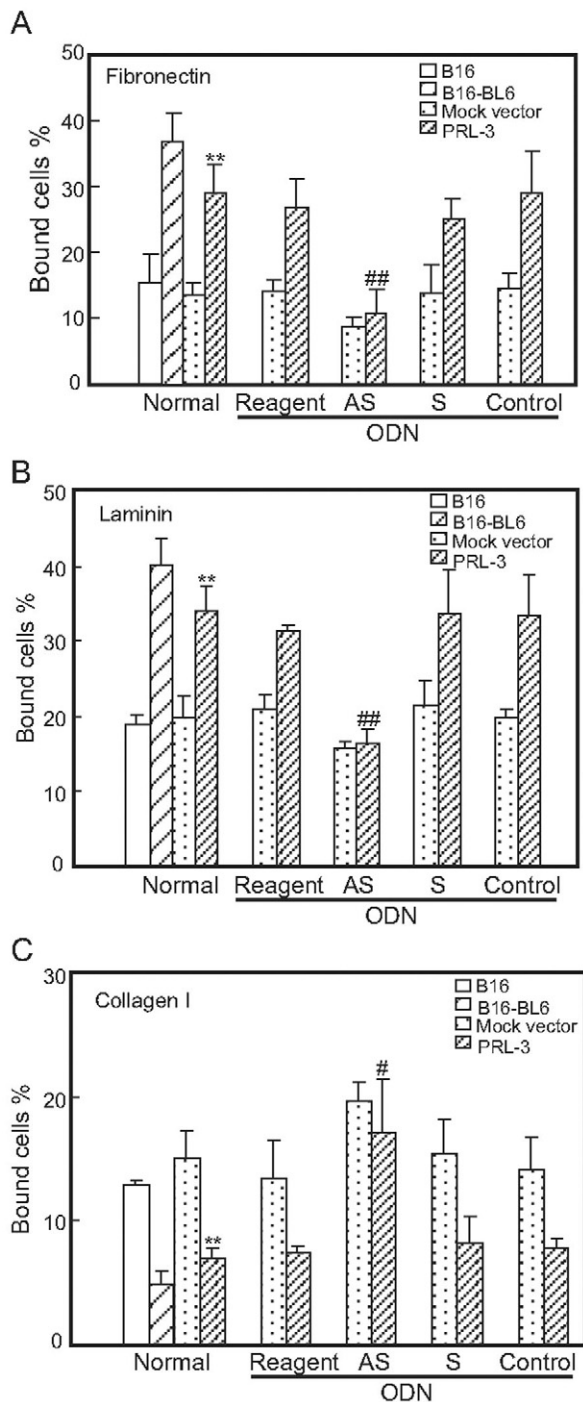 A
50
40
30
20
10
0
Bound cells %
Fibronectin
B16
B16-BL6
Mock vector
PRL-3
**
##
Normal Reagent AS S Control
ODN
B
50
40
30
20
10
0
Bound cells %
Laminin
B16
B16-BL6
Mock vector
PRL-3
**
##
Normal Reagent AS S Control
ODN
C
30
20
10
0
Bound cells %
Collagen I
B16
B16-BL6
Mock vector
PRL-3
**
#
Normal Reagent AS S Control
ODN